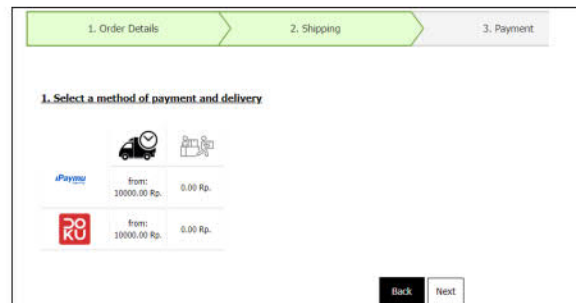 1. Order Details
2. Shipping
3. Payment
1. Select a method of payment and delivery
iPaymu
from:
10000.00 Rp.
0.00 Rp.
DOKU
from:
10000.00 Rp.
0.00 Rp.
Back
Next